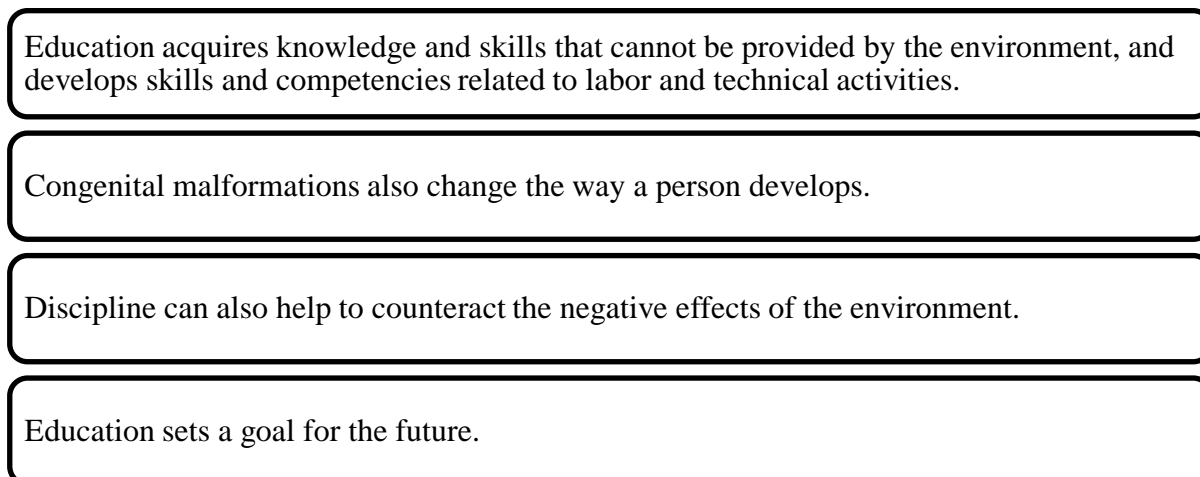 Education acquires knowledge and skills that cannot be provided by the environment, and
develops skills and competencies related to labor and technical activities.
Congenital malformations also change the way a person develops.
Discipline can also help to counteract the negative effects of the environment.
Education sets a goal for the future.